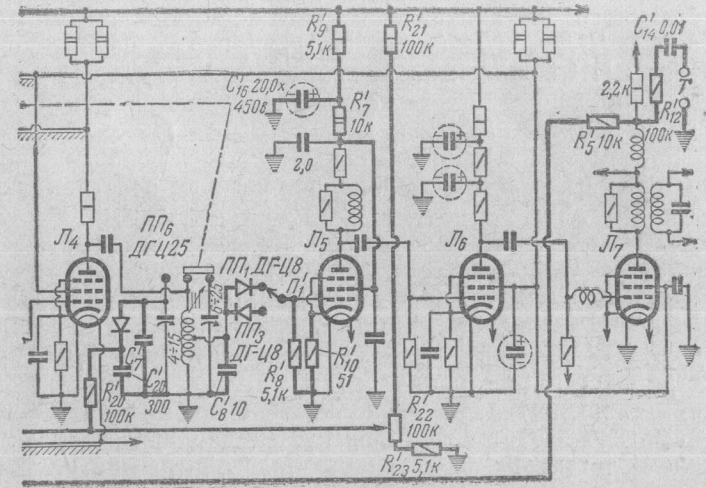 R'9
5,1к
R'21
100к
C'14 0,01
C'16 20,0х
450в
R'7
10к
2,2к
R'12
100к
R'5 10к
Т
2,0
Л4
ПП6
ДГЦ25
ПП1 ДГ-Ц8
П'1
Л5
Л6
Л7
4÷15
6÷25
ПП3
ДГ-Ц8
C'7
C'20
300
R'20
100к
C'8 10
R'8
5,1к
R'10
51
R'22
100к
R'23 5,1к